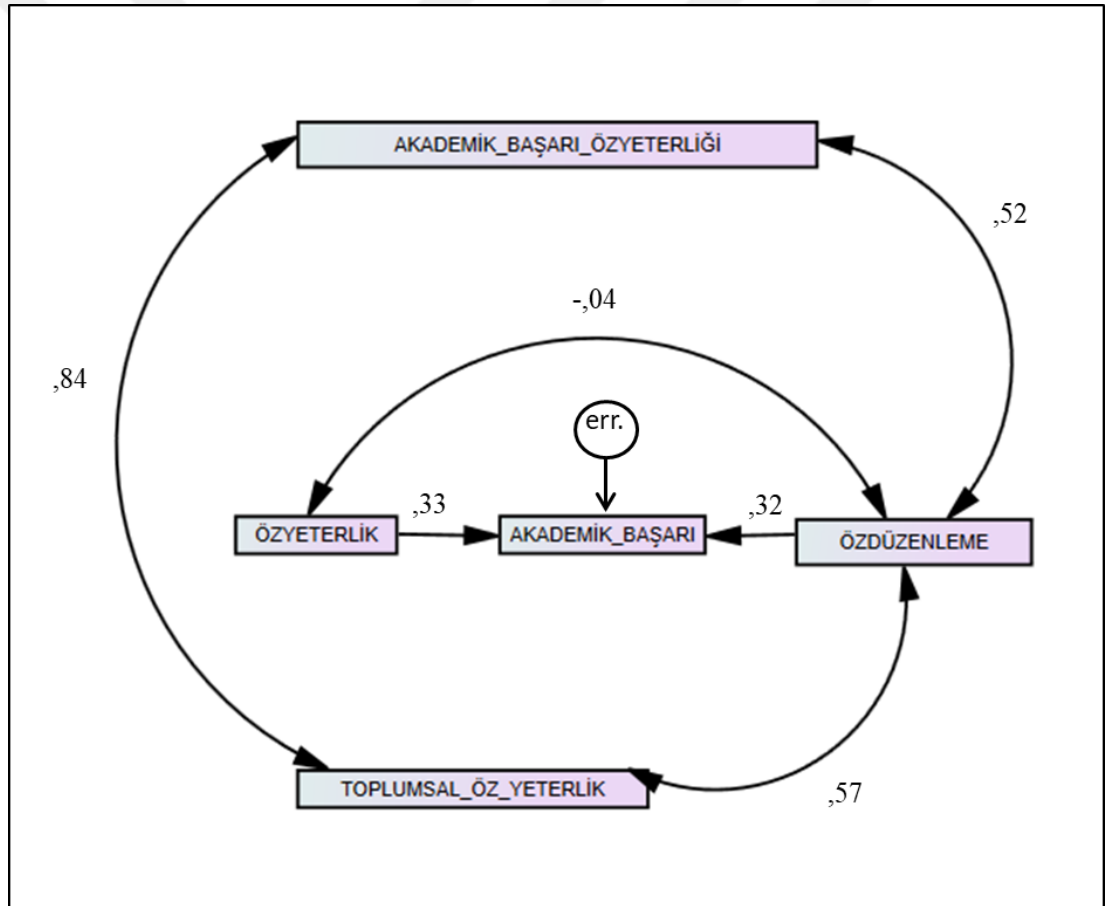 AKADEMİK_BAŞARI_ÖZYETERLİĞİ
,52
-,04
,84
err.
ÖZYETERLİK
,33
AKADEMİK_BAŞARI
,32
ÖZDÜZENLEME
TOPLUMSAL_ÖZ_YETERLİK
,57